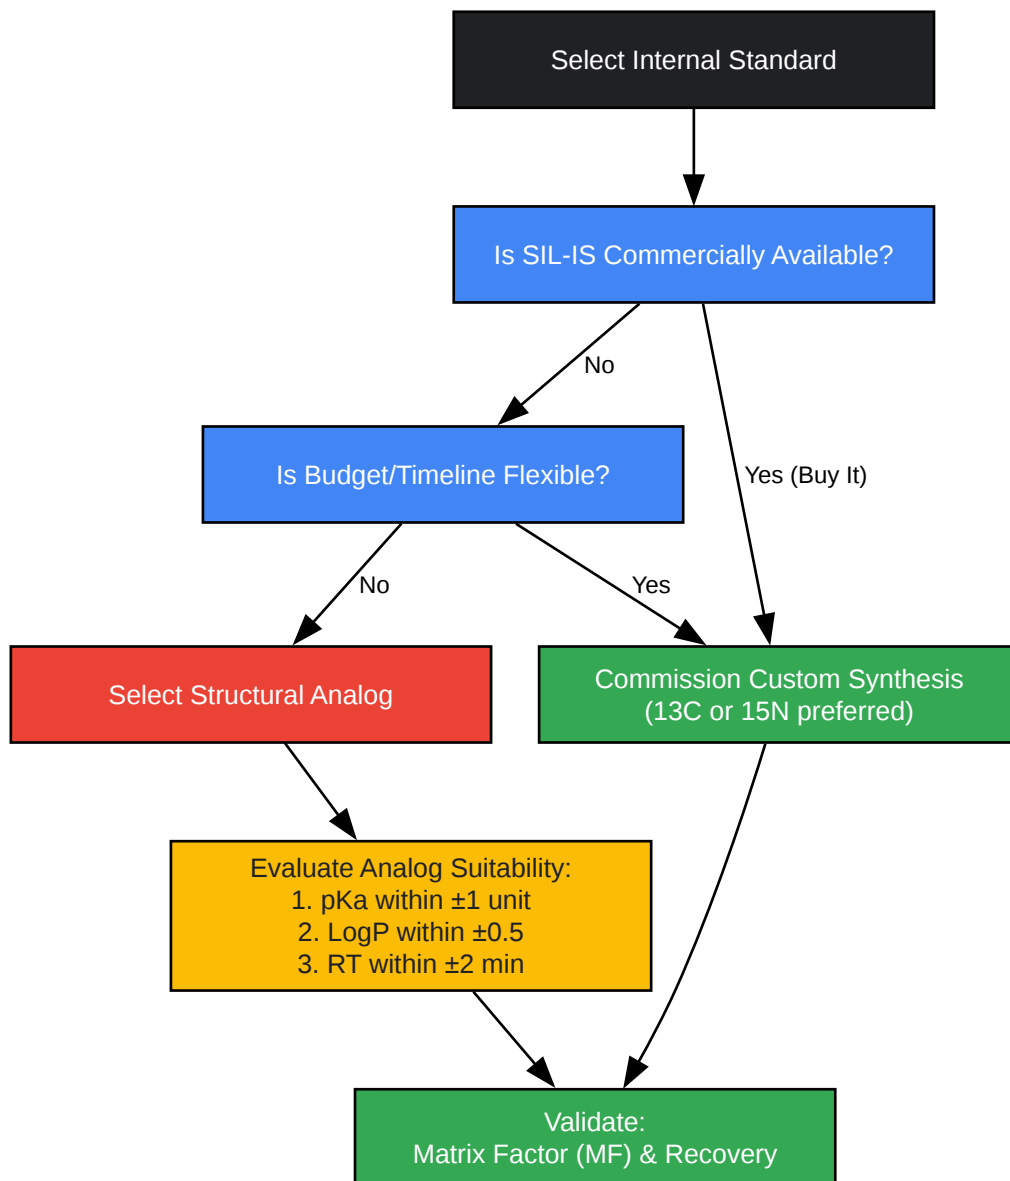 Select Internal Standard
Is SIL-IS Commercially Available?
No
Is Budget/Timeline Flexible?
Yes (Buy It)
No
Yes
Select Structural Analog
Commission Custom Synthesis
(13C or 15N preferred)
Evaluate Analog Suitability:
1. pKa within ±1 unit
2. LogP within ±0.5
3. RT within ±2 min
Validate:
Matrix Factor (MF) & Recovery